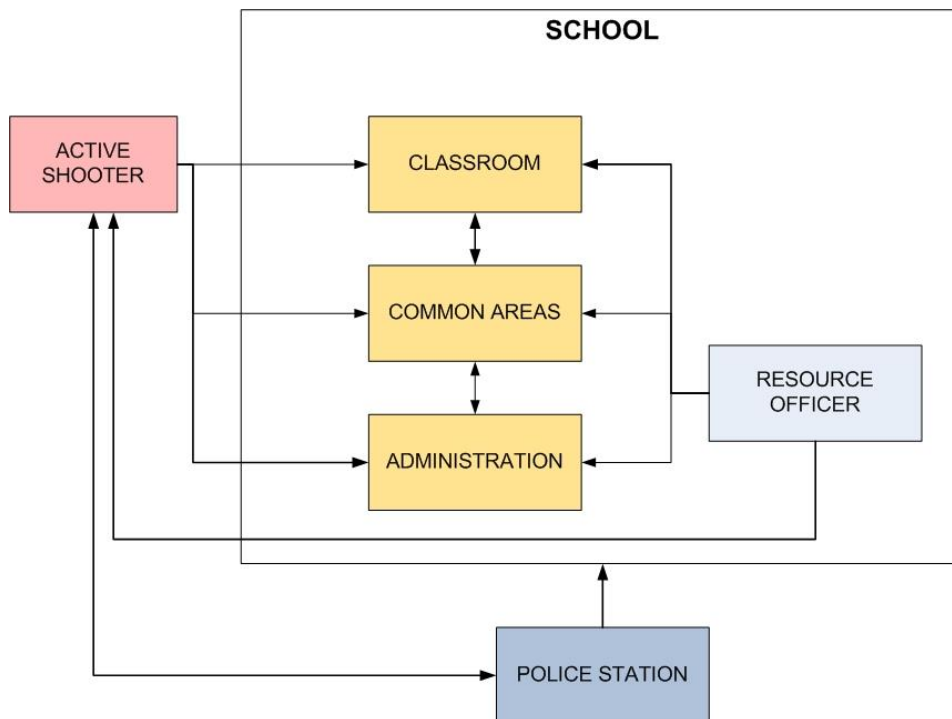 SCHOOL
ACTIVE
SHOOTER
CLASSROOM
COMMON AREAS
RESOURCE
OFFICER
ADMINISTRATION
POLICE STATION